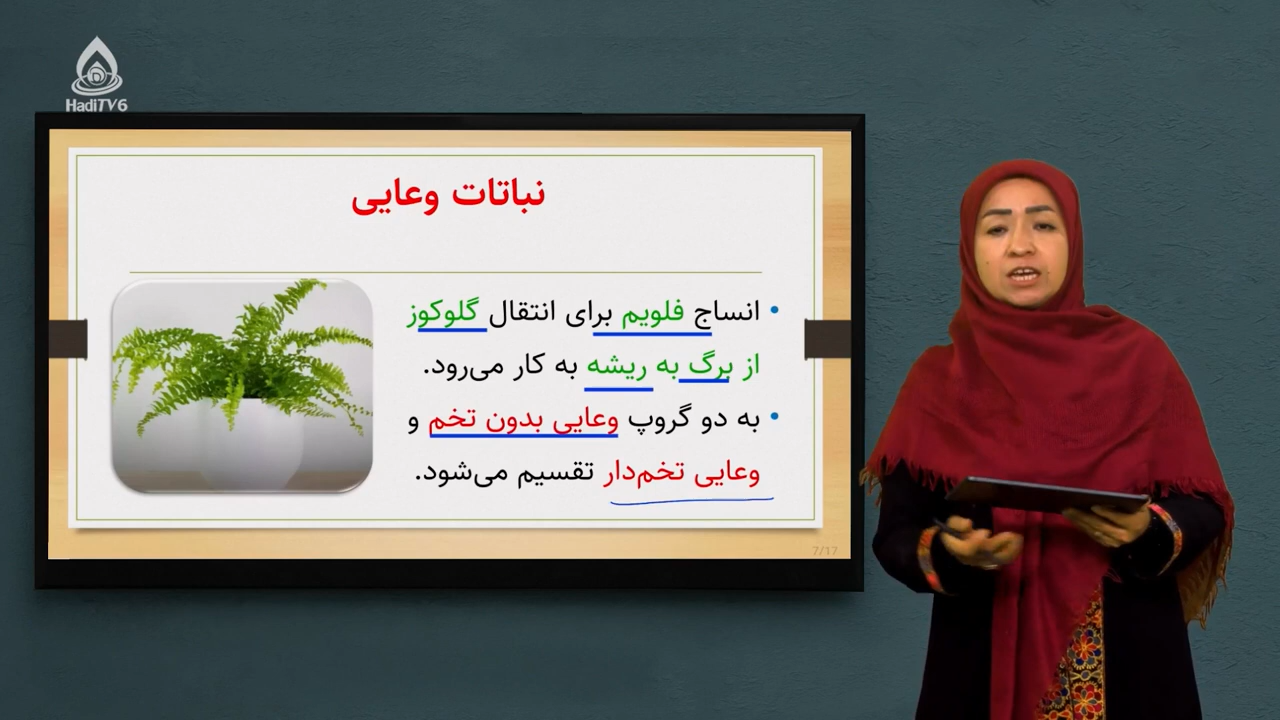 HadiTV6
نباتات وعایی
• انساج فلویم برای انتقال گلوکوز
از برگ به ریشه به کار می‌رود.
• به دو گروپ وعایی بدون تخم و
وعایی تخم‌دار تقسیم می‌شود.
7/17